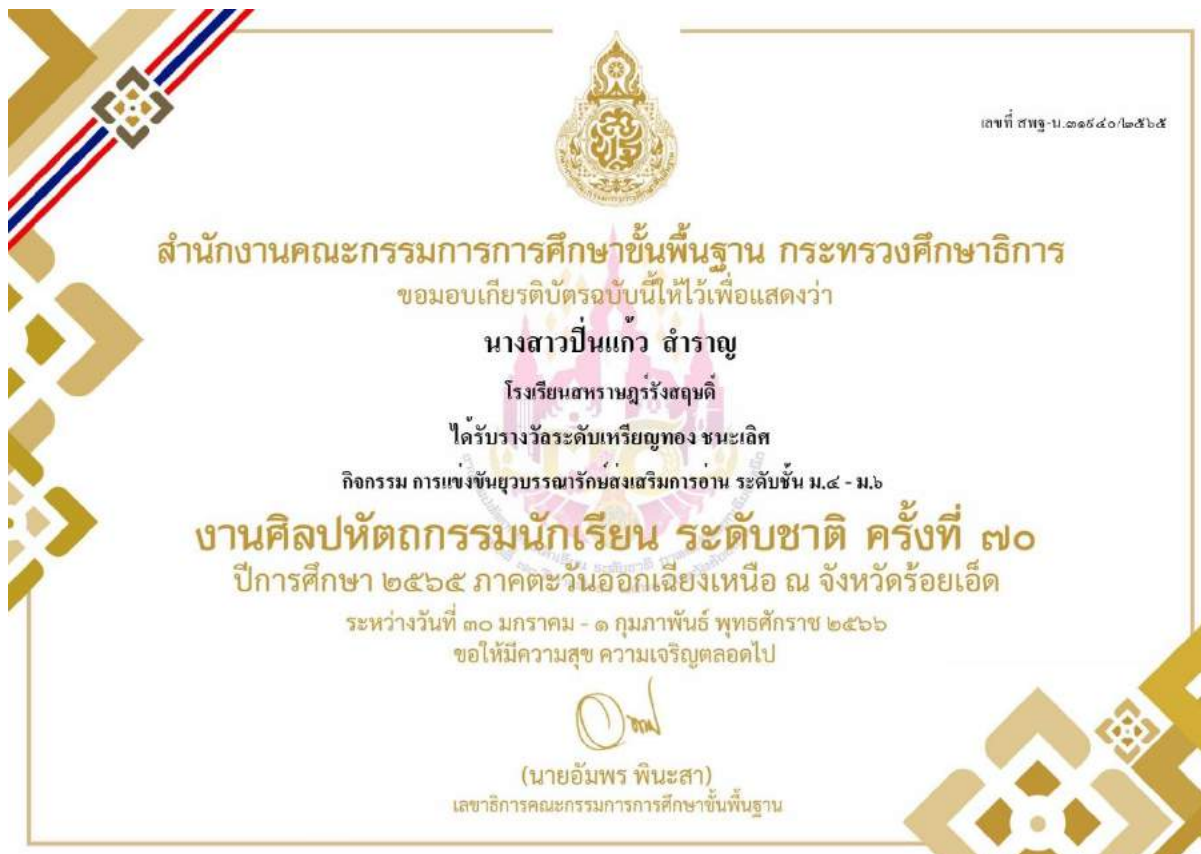 เลขที่ สพฐ-น.๓๑๙๔๐/๒๕๖๕
สำนักงานคณะกรรมการการศึกษาขั้นพื้นฐาน กระทรวงศึกษาธิการ
ขอมอบเกียรติบัตรฉบับนี้ให้ไว้เพื่อแสดงว่า
นางสาวปิ่นแก้ว สำราญ
โรงเรียนสหราษฎร์รังสฤษดิ์
ได้รับรางวัลระดับเหรียญทอง ชนะเลิศ
กิจกรรม การแข่งขันยุวบรรณารักษ์ส่งเสริมการอ่าน ระดับชั้น ม.๔ - ม.๖
งานศิลปหัตถกรรมนักเรียน ระดับชาติ ครั้งที่ ๗๐
ปีการศึกษา ๒๕๖๕ ภาคตะวันออกเฉียงเหนือ ณ จังหวัดร้อยเอ็ด
ระหว่างวันที่ ๓๐ มกราคม - ๑ กุมภาพันธ์ พุทธศักราช ๒๕๖๖
ขอให้มีความสุข ความเจริญตลอดไป
(นายอัมพร พินะสา)
เลขาธิการคณะกรรมการการศึกษาขั้นพื้นฐาน